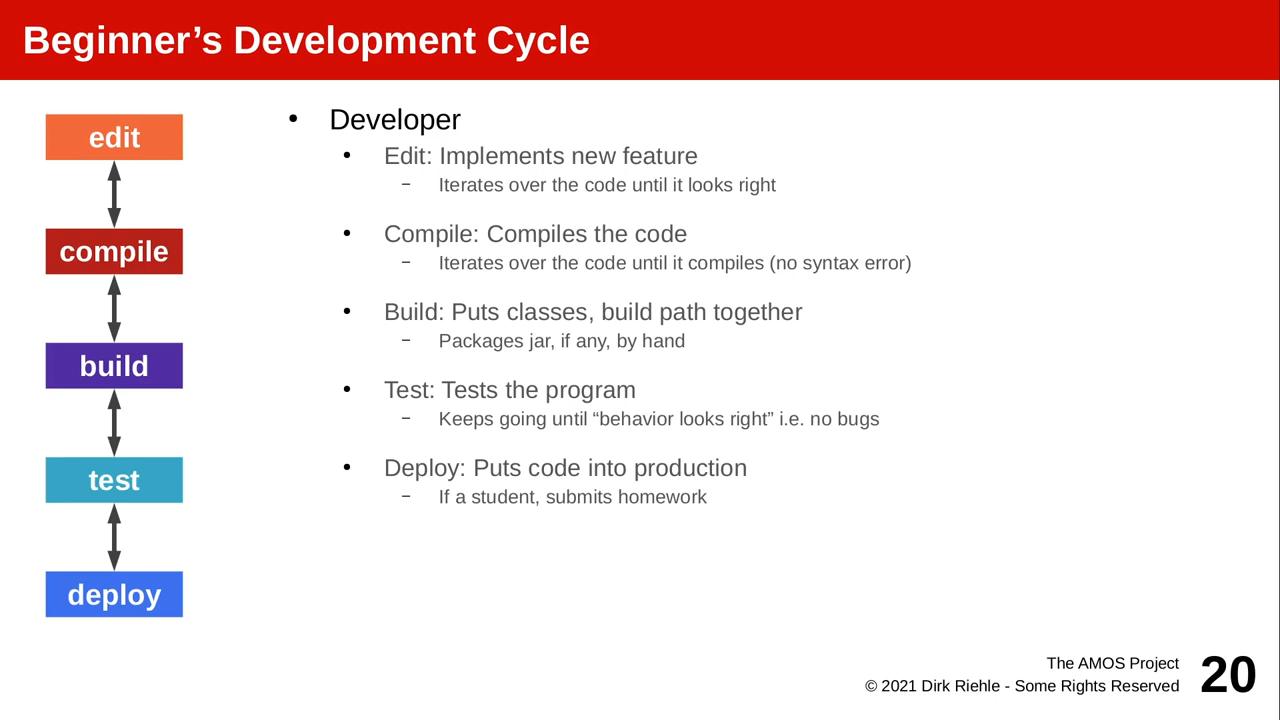 Beginner’s Development Cycle
edit
compile
build
test
deploy
• Developer
• Edit: Implements new feature
– Iterates over the code until it looks right
• Compile: Compiles the code
– Iterates over the code until it compiles (no syntax error)
• Build: Puts classes, build path together
– Packages jar, if any, by hand
• Test: Tests the program
– Keeps going until “behavior looks right” i.e. no bugs
• Deploy: Puts code into production
– If a student, submits homework
The AMOS Project
© 2021 Dirk Riehle - Some Rights Reserved
20